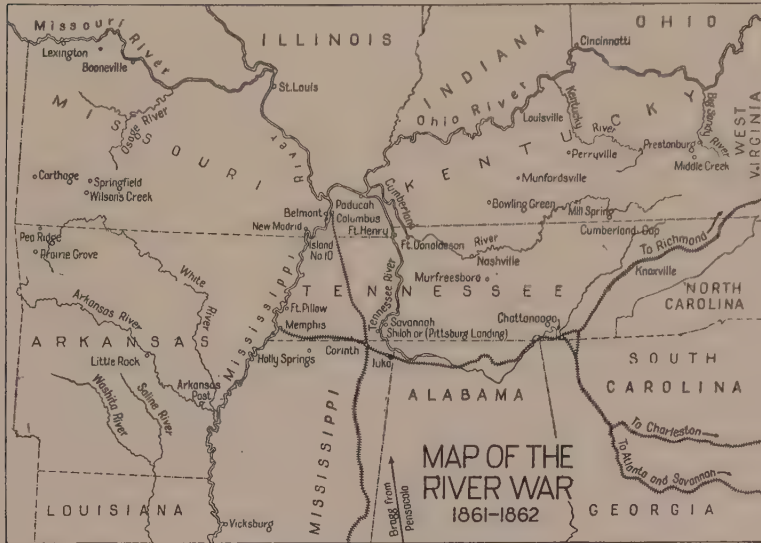 Missouri River
Lexington
Booneville
ILLINOIS
INDIANA
OHIO
Cincinnatti
St. Louis
MISSOURI
Osage River
River
Ohio River
Louisville
Kentucky River
KENTUCKY
Big Sandy River
WEST VIRGINIA
Prestonburg
Middle Creek
Perryville
Munfordsville
Carthage
Springfield
Wilson's Creek
Paducah
Belmont
Columbus
Cumberland
Bowling Green
Mill Spring
New Madrid
Ft. Henry
Island
No 10
Ft. Donaldson
River
Nashville
Cumberland Gap
To Richmond
Pea Ridge
Prairie Grove
White River
Murfreesboro
Knoxville
NORTH
CAROLINA
TENNESSEE
Tennessee River
Arkansas River
Ft. Pillow
Memphis
Savannah
Shiloh or (Pittsburg Landing)
Chattanooga
ARKANSAS
Little Rock
Mississippi
Holly Springs
Corinth
Iuka
SOUTH
CAROLINA
Arkansas
Post
Washita River
Saline River
ALABAMA
To Charleston
To Atlanta and Savannah
MISSISSIPPI
Bragg from
Pensacola
MAP OF THE
RIVER WAR
1861-1862
LOUISIANA
Vicksburg
GEORGIA